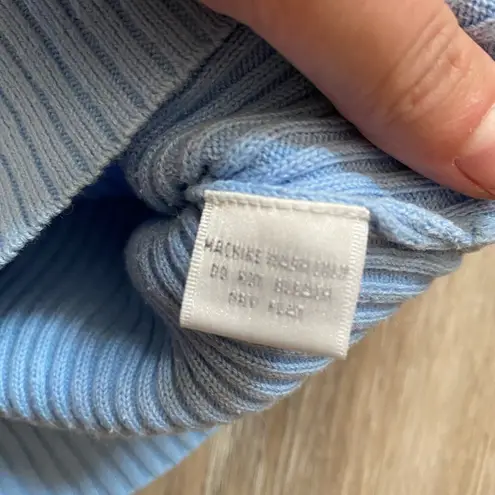 MACHINE WASH COLD
DO NOT BLEACH
DRY FLAT